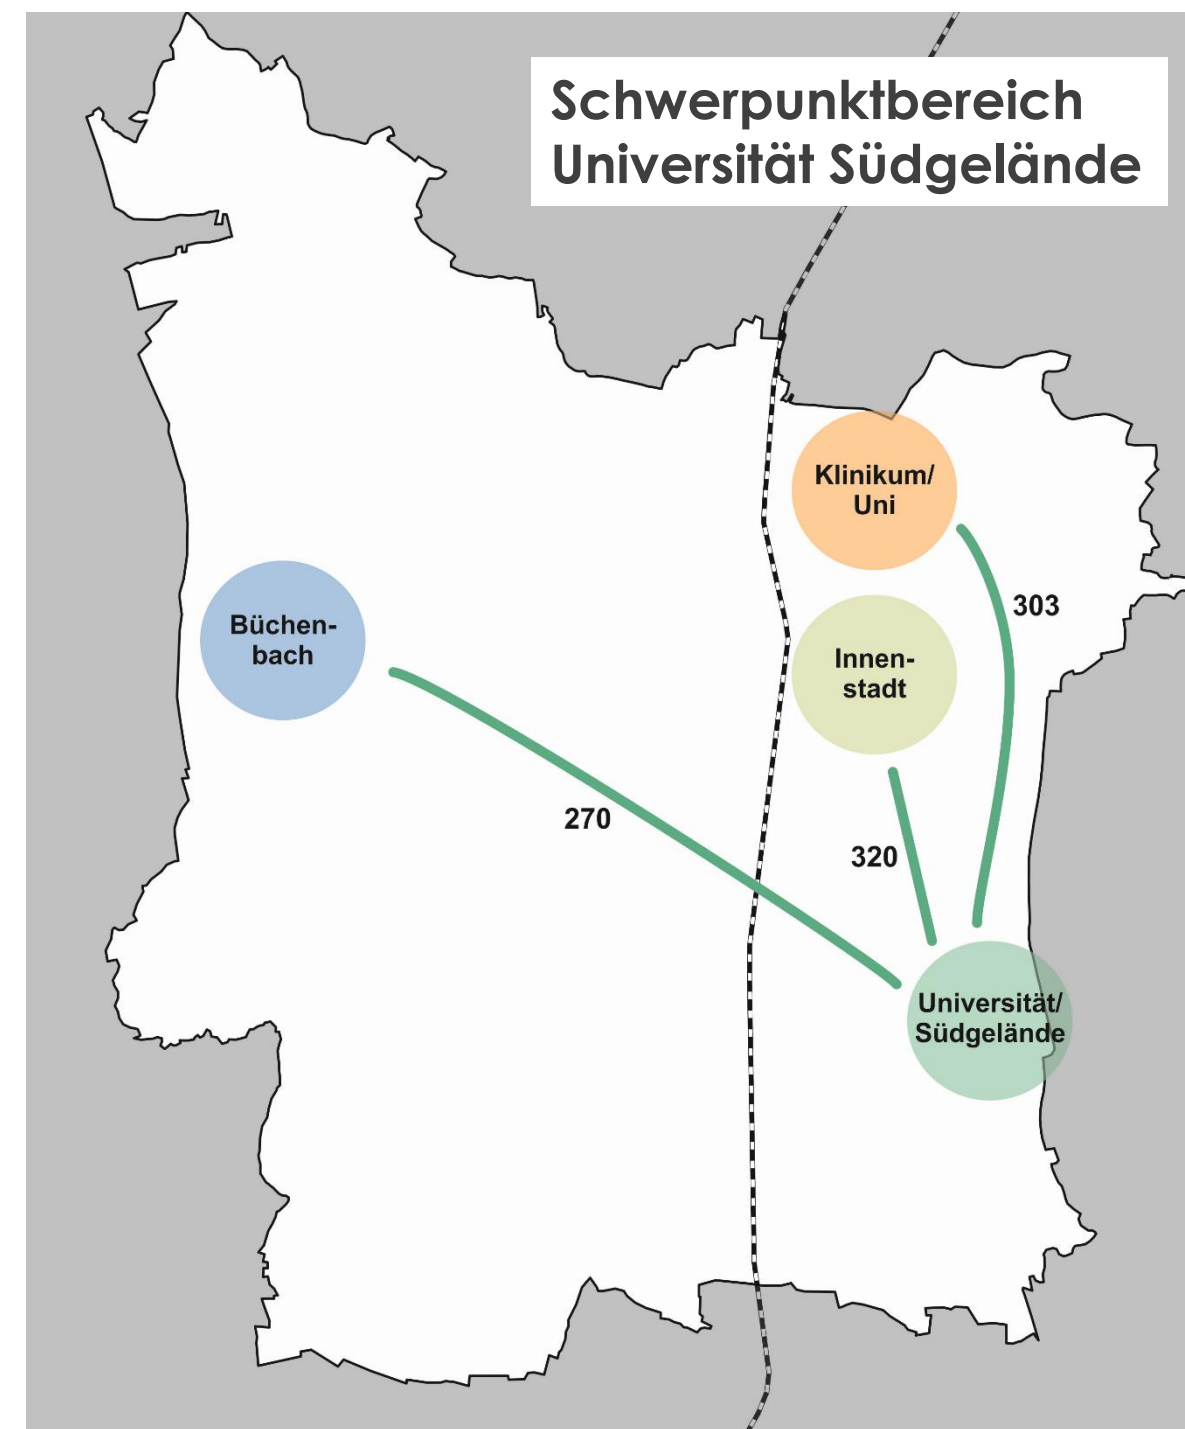 Schwerpunktbereich
Universität Südgelände
Klinikum/
Uni
303
Büchen-
bach
Innen-
stadt
270
320
Universität/
Südgelände